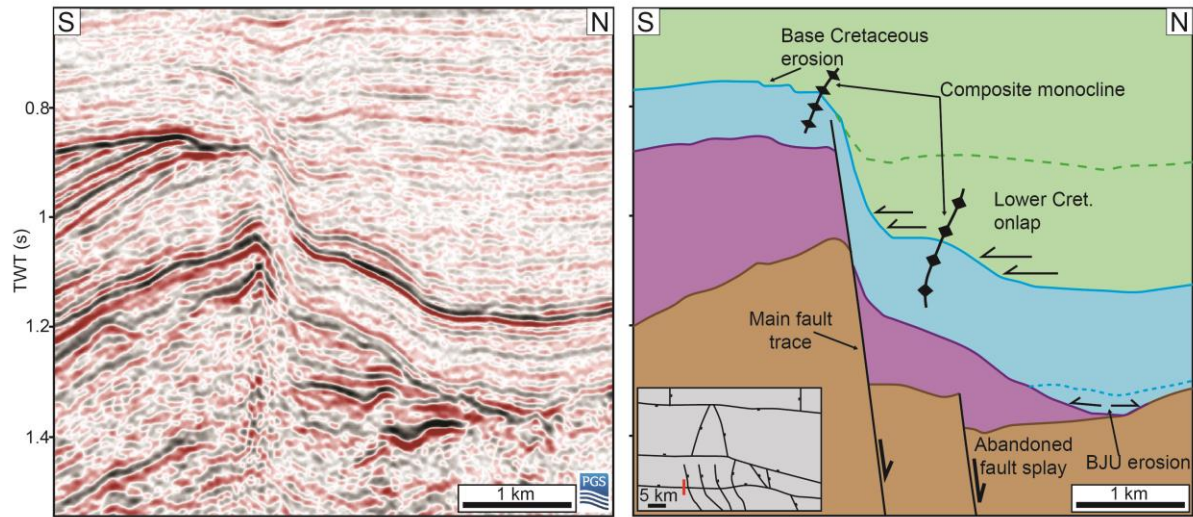 S
N
0.8
1
1.2
1.4
TWT (s)
PGS
1 km
S
N
Base Cretaceous
erosion
Composite monocline
Lower Cret.
onlap
Main fault
trace
Abandoned
fault splay
BJU erosion
5 km
1 km